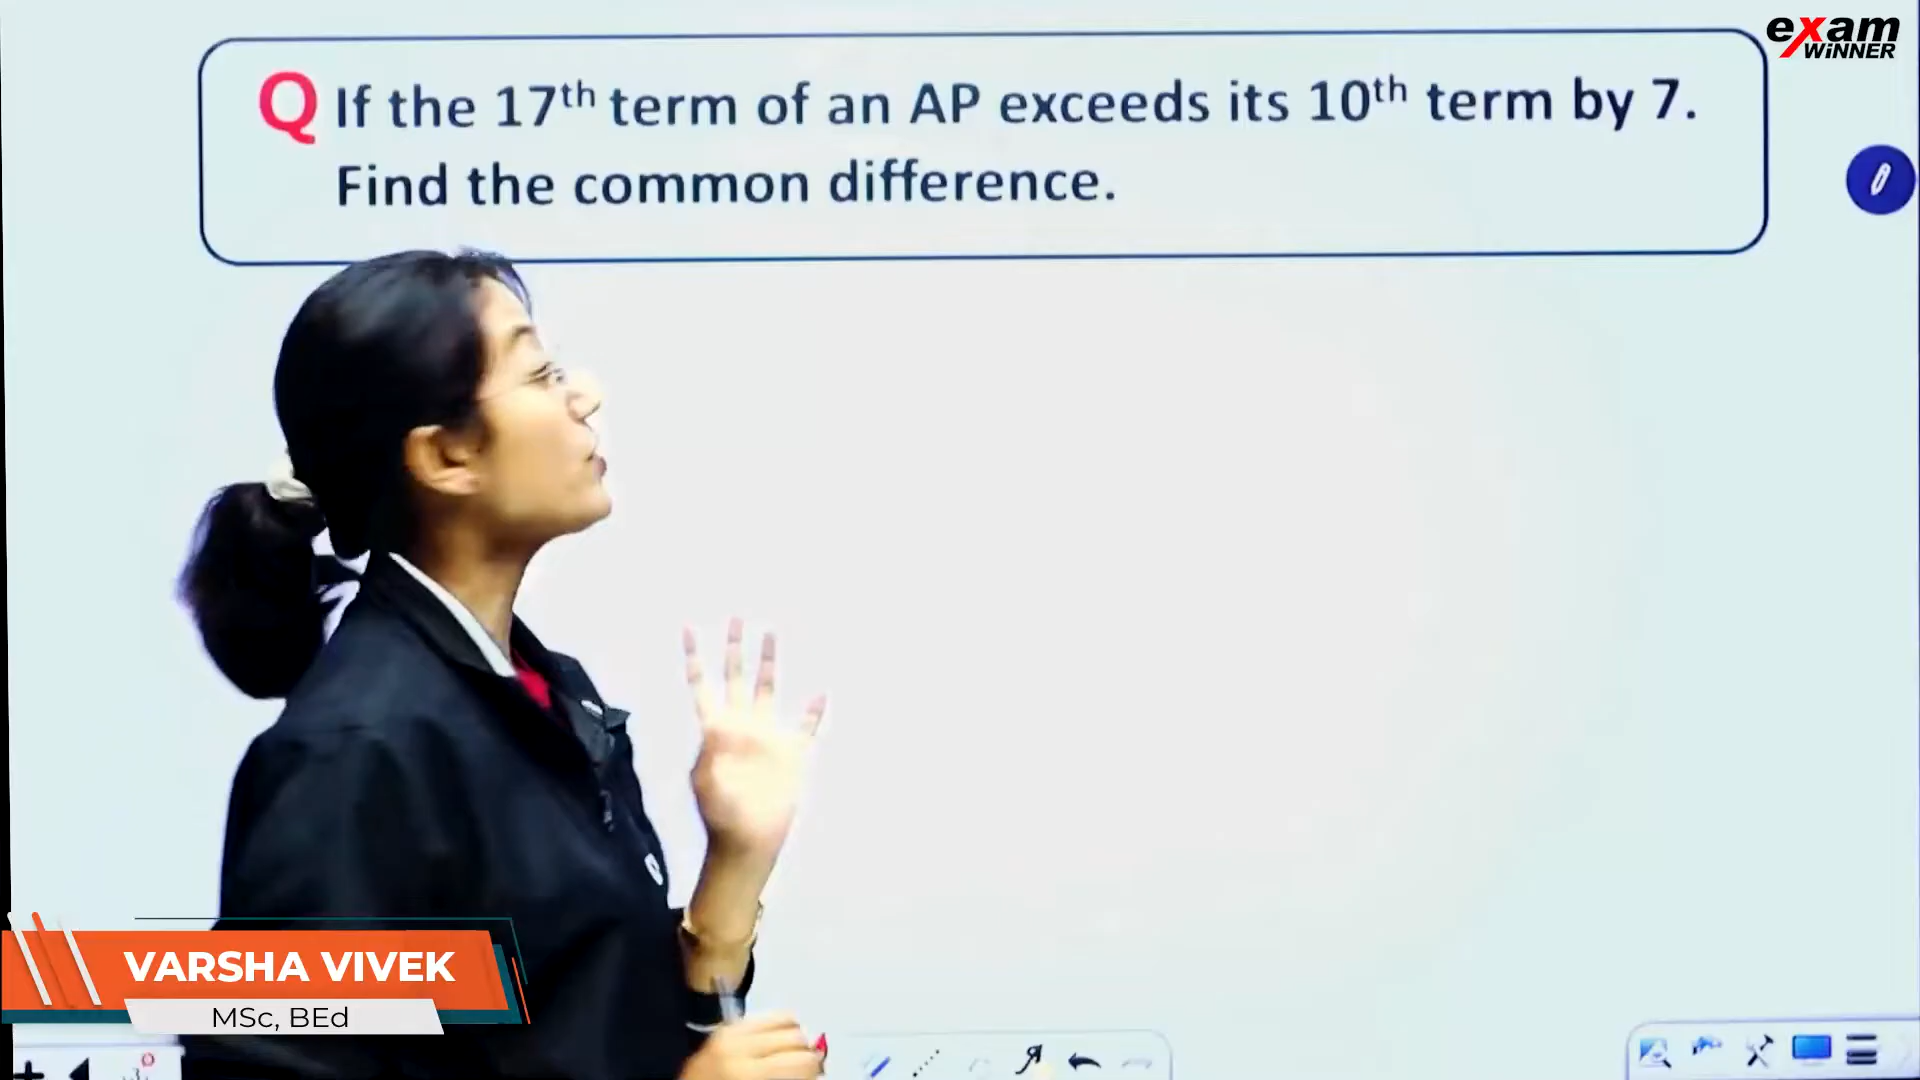 exam
WiNNER
Q If the 17th term of an AP exceeds its 10th term by 7.
Find the common difference.
VARSHA VIVEK
MSc, BEd